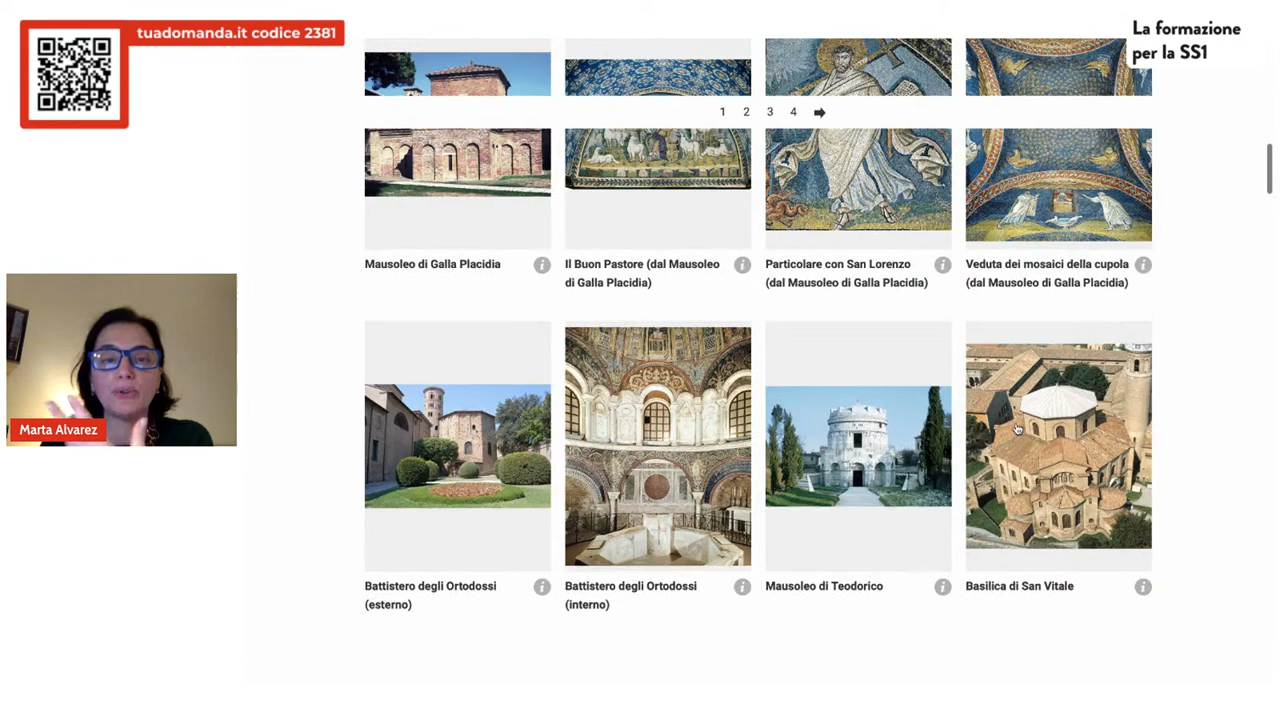 tuadomanda.it codice 2381
La formazione
per la SS1
1 2 3 4
Mausoleo di Galla Placidia
Il Buon Pastore (dal Mausoleo
di Galla Placidia)
Particolare con San Lorenzo
(dal Mausoleo di Galla Placidia)
Veduta dei mosaici della cupola
(dal Mausoleo di Galla Placidia)
Marta Alvarez
Battistero degli Ortodossi
(esterno)
Battistero degli Ortodossi
(interno)
Mausoleo di Teodorico
Basilica di San Vitale